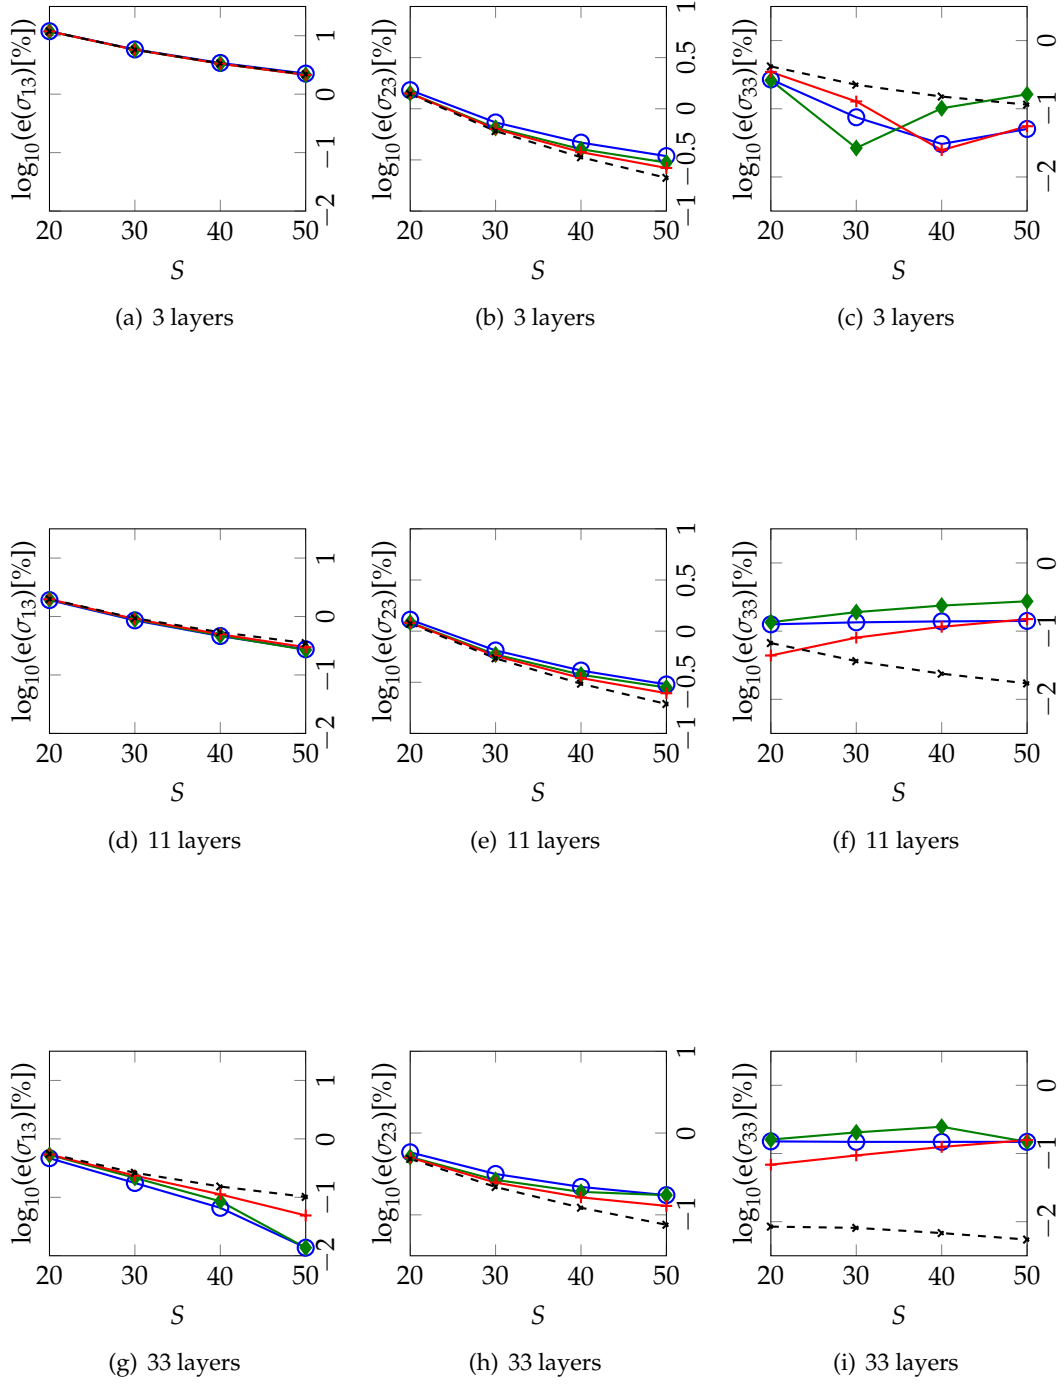 log10(e(σ13)[%])
1
0
−1
−2
20 30 40 50
S
(a) 3 layers
log10(e(σ23)[%])
1
0.5
0
−0.5
−1
20 30 40 50
S
(b) 3 layers
log10(e(σ33)[%])
0
−1
−2
20 30 40 50
S
(c) 3 layers
log10(e(σ13)[%])
1
0
−1
−2
20 30 40 50
S
(d) 11 layers
log10(e(σ23)[%])
1
0.5
0
−0.5
−1
20 30 40 50
S
(e) 11 layers
log10(e(σ33)[%])
0
−1
−2
20 30 40 50
S
(f) 11 layers
log10(e(σ13)[%])
1
0
−1
−2
20 30 40 50
S
(g) 33 layers
log10(e(σ23)[%])
1
0
−1
20 30 40 50
S
(h) 33 layers
log10(e(σ33)[%])
0
−1
−2
20 30 40 50
S
(i) 33 layers